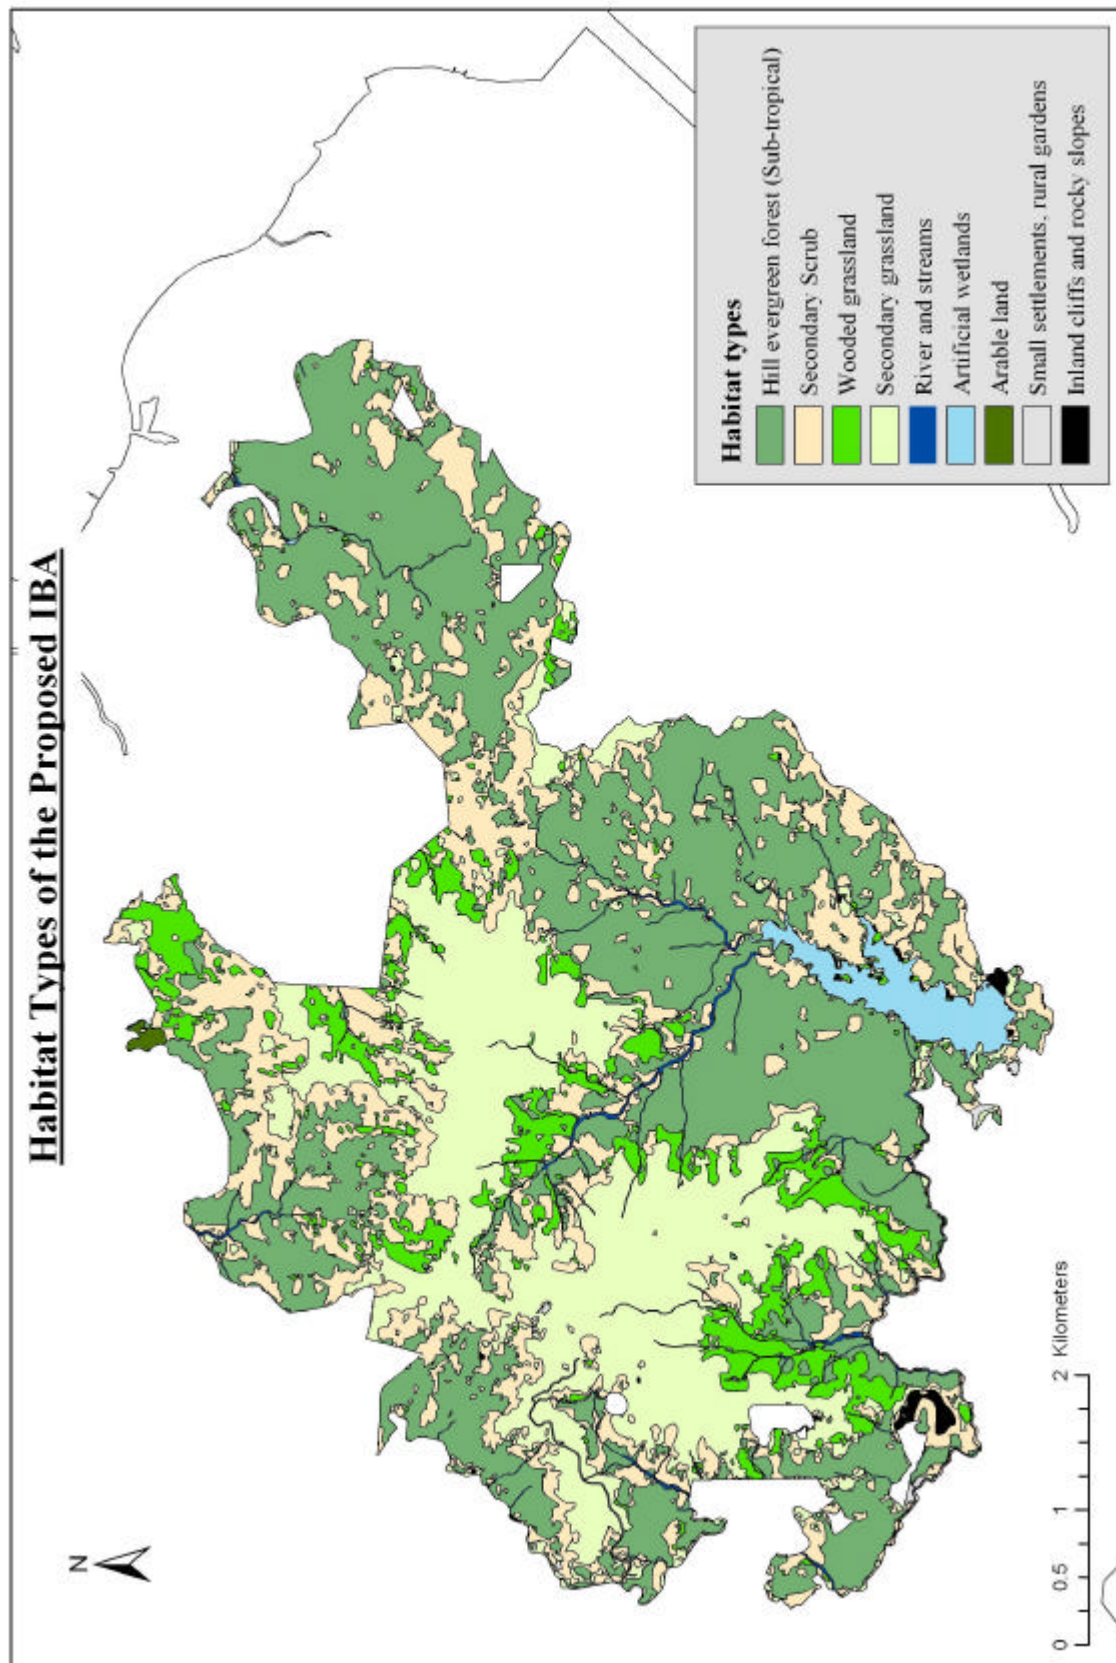 Habitat Types of the Proposed IBA
N
Habitat types
Hill evergreen forest (Sub-tropical)
Secondary Scrub
Wooded grassland
Secondary grassland
River and streams
Artificial wetlands
Arable land
Small settlements, rural gardens
Inland cliffs and rocky slopes
0 0.5 1 2 Kilometers